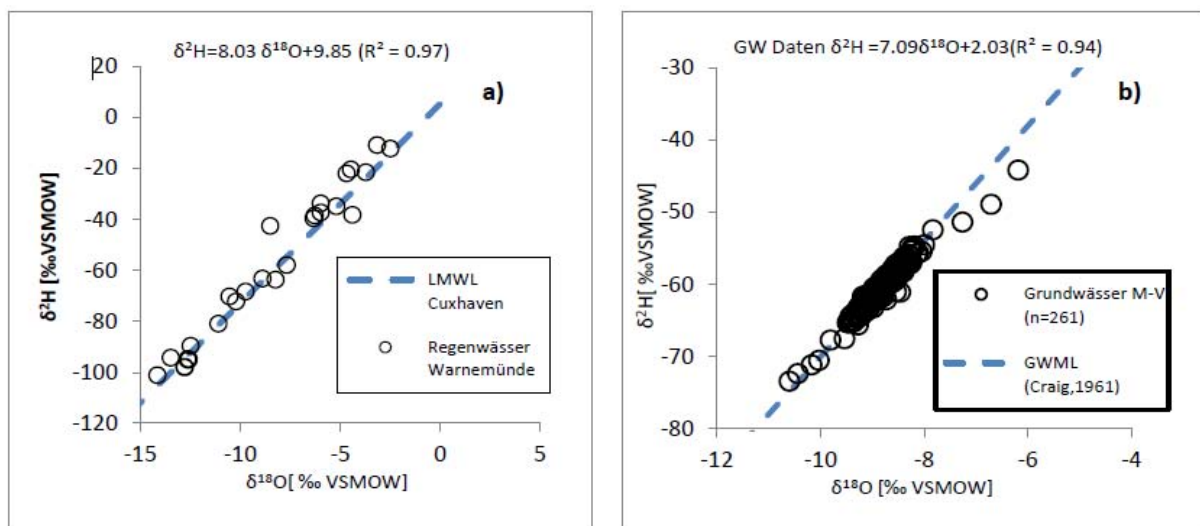 δ²H=8.03 δ¹⁸O+9.85 (R² = 0.97)
a)
20
0
-20
-40
-60
-80
-100
-120
δ²H [‰VSMOW]
-15
-10
-5
0
5
δ¹⁸O[ ‰ VSMOW]
LMWL
Cuxhaven
Regenwässer
Warnemünde
GW Daten δ²H =7.09δ¹⁸O+2.03(R² = 0.94)
b)
-30
-40
-50
-60
-70
-80
δ²H[ ‰VSMOW]
-12
-10
-8
-6
-4
δ¹⁸O [‰ VSMOW]
Grundwässer M-V
(n=261)
GWML
(Craig,1961)